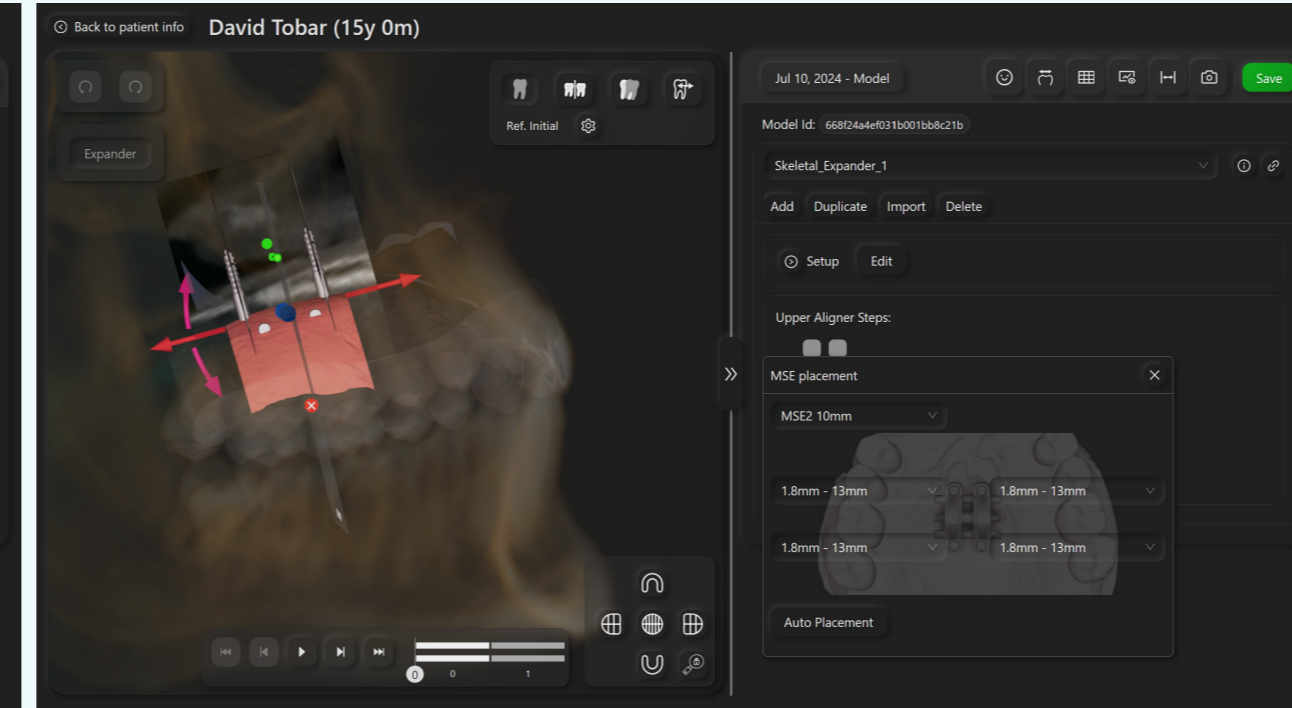 Back to patient info
David Tobar (15y 0m)
Expander
Ref. Initial
0
0
1
Jul 10, 2024 - Model
Save
Model Id: 668f24a4ef031b001bb8c21b
Skeletal_Expander_1
Add Duplicate Import Delete
Setup Edit
Upper Aligner Steps:
MSE placement
MSE2 10mm
1.8mm - 13mm 1.8mm - 13mm
1.8mm - 13mm 1.8mm - 13mm
Auto Placement